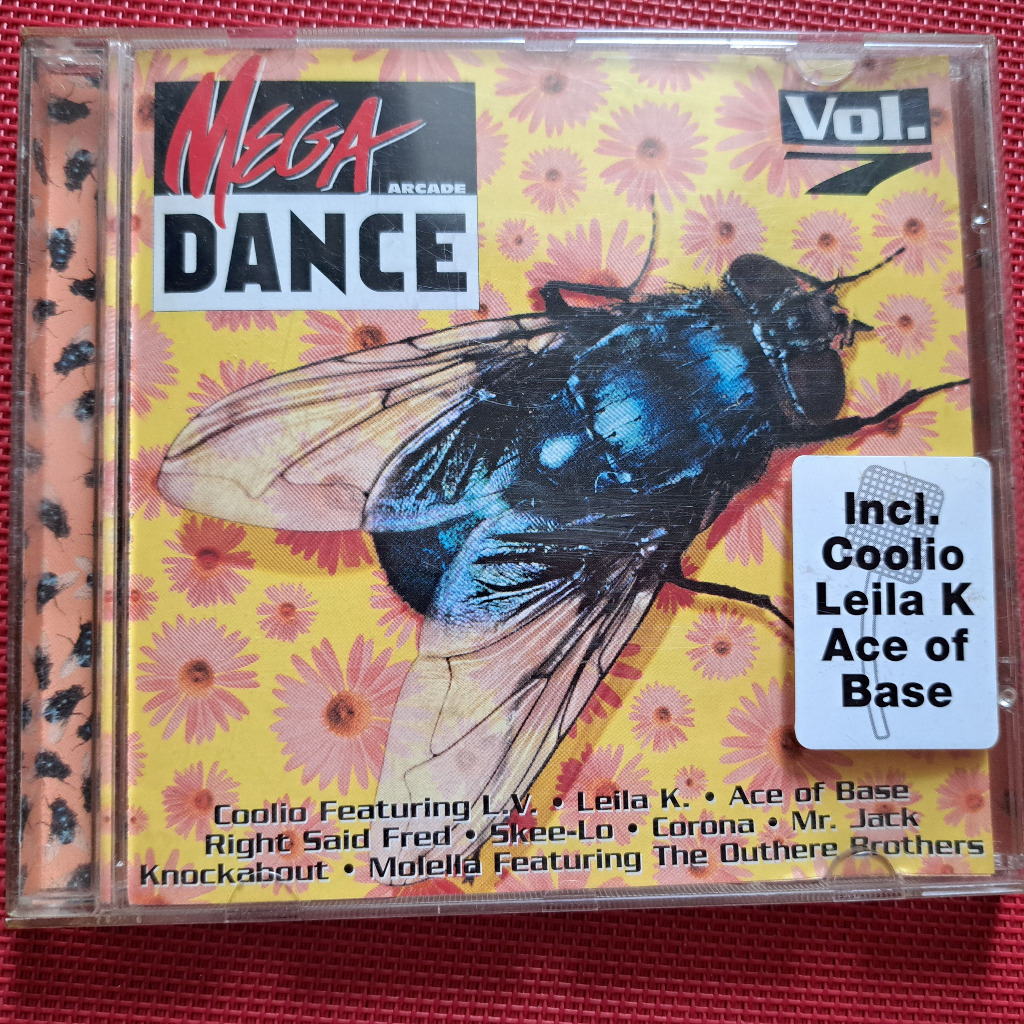 MEGA
ARCADE
DANCE
Vol.
7
Incl.
Coolio
Leila K
Ace of
Base
Coolio Featuring L.V. • Leila K. • Ace of Base
Right Said Fred • Skee-Lo • Corona • Mr. Jack
Knockabout • Molella Featuring The Outhere Brothers